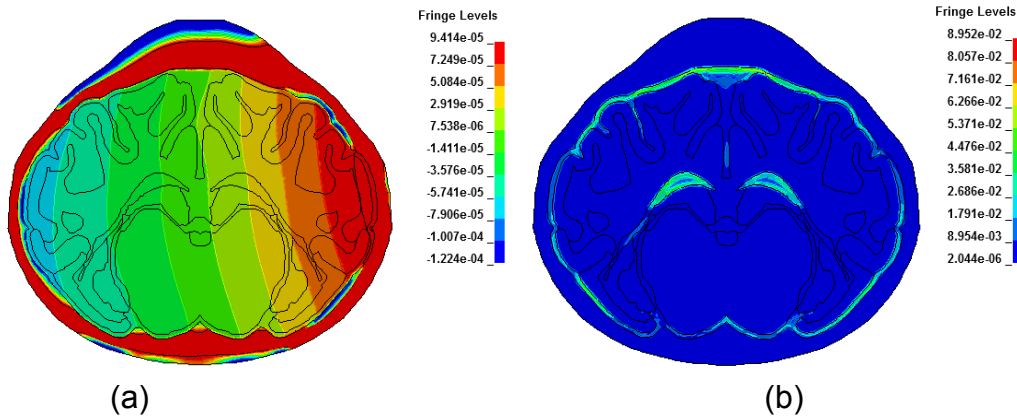 Fringe Levels
9.414e-05
7.249e-05
5.084e-05
2.919e-05
7.538e-06
-1.411e-05
-3.576e-05
-5.741e-05
-7.906e-05
-1.007e-04
-1.224e-04
(a)
Fringe Levels
8.952e-02
8.057e-02
7.161e-02
6.266e-02
5.371e-02
4.476e-02
3.581e-02
2.686e-02
1.791e-02
8.954e-03
2.044e-06
(b)